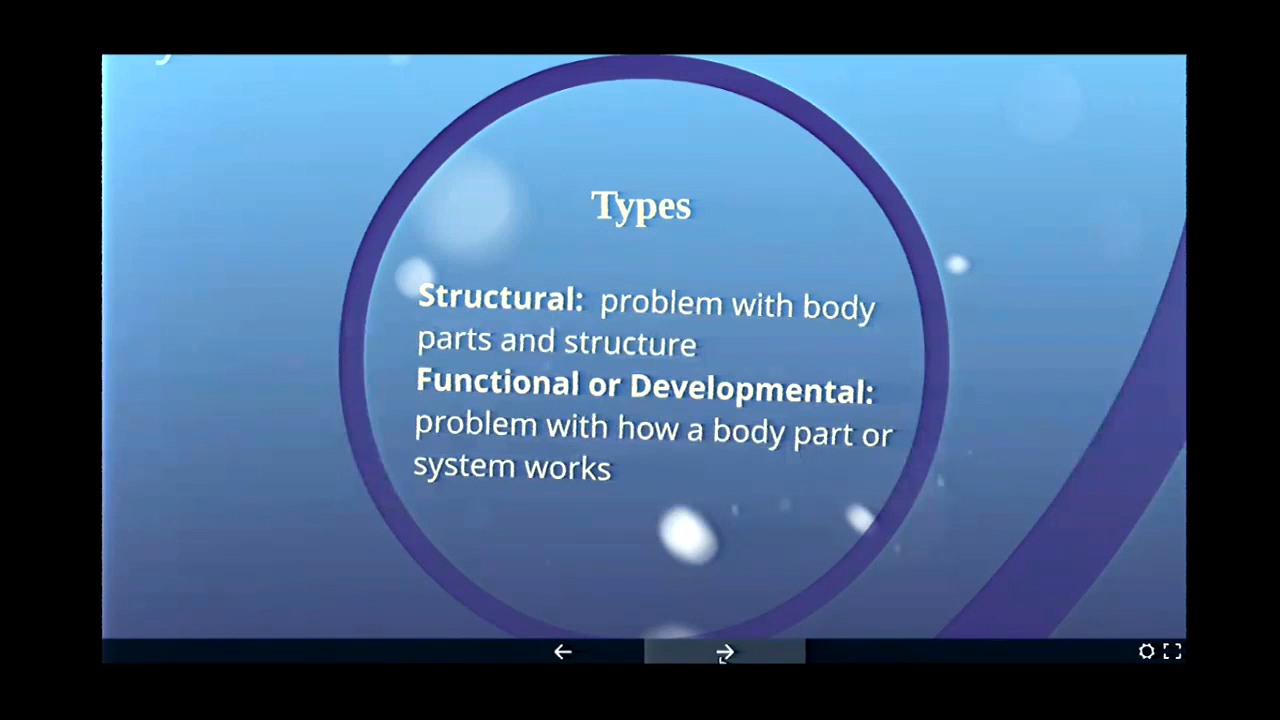 Types
Structural: problem with body
parts and structure
Functional or Developmental:
problem with how a body part or
system works